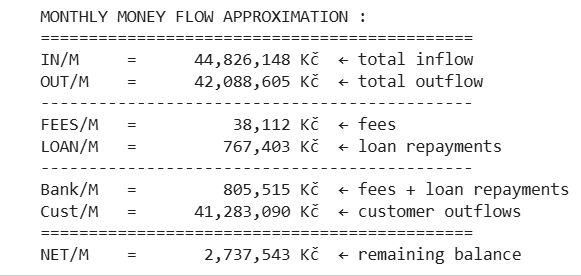 MONTHLY MONEY FLOW APPROXIMATION :
=============================================
IN/M    =      44,826,148 Kč  ← total inflow
OUT/M   =      42,088,605 Kč  ← total outflow
---------------------------------------------
FEES/M  =          38,112 Kč  ← fees
LOAN/M  =         767,403 Kč  ← loan repayments
---------------------------------------------
Bank/M  =         805,515 Kč  ← fees + loan repayments
Cust/M  =      41,283,090 Kč  ← customer outflows
=============================================
NET/M   =       2,737,543 Kč  ← remaining balance